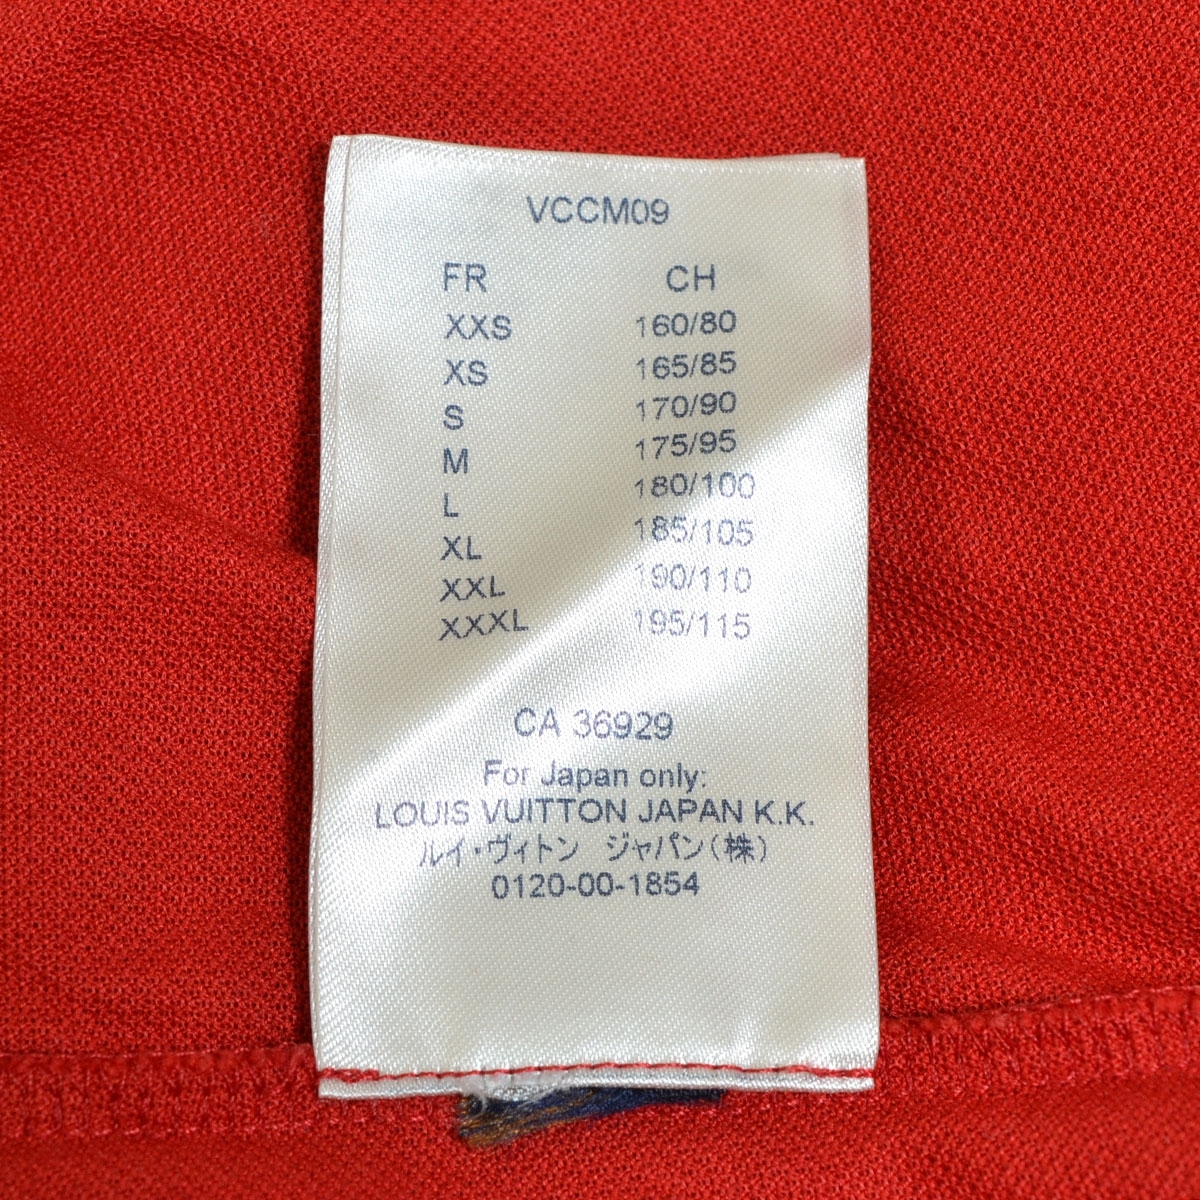 VCCM09
FR CH
XXS 160/80
XS 165/85
S 170/90
M 175/95
L 180/100
XL 185/105
XXL 190/110
XXXL 195/115
CA 36929
For Japan only:
LOUIS VUITTON JAPAN K.K.
ルイ・ヴィトン ジャパン(株)
0120-00-1854